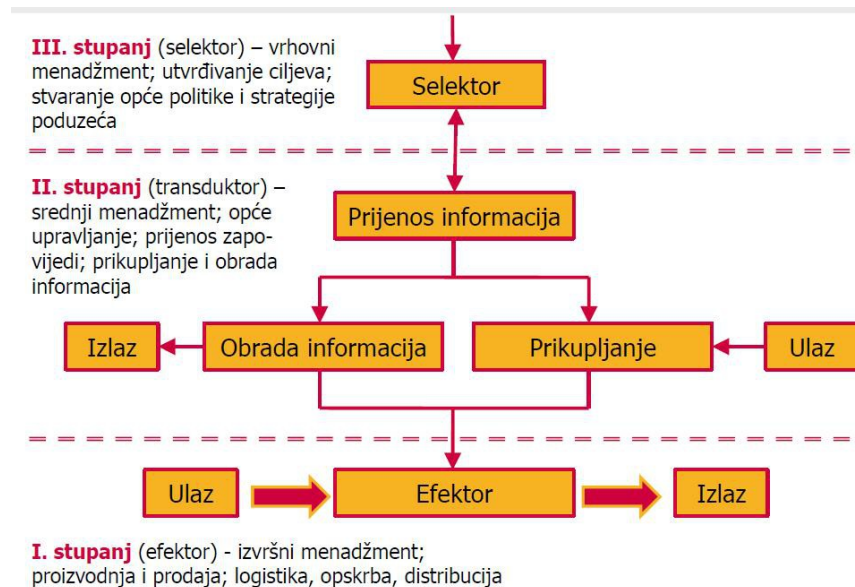 III. stupanj (selektor) – vrhovni
menadžment; utvrđivanje ciljeva;
stvaranje opće politike i strategije
poduzeća
Selektor
II. stupanj (transduktor) –
srednji menadžment; opće
upravljanje; prijenos zapo-
vijedi; prikupljanje i obrada
informacija
Prijenos informacija
Izlaz
Obrada informacija
Prikupljanje
Ulaz
Ulaz
Efektor
Izlaz
I. stupanj (efektor) - izvršni menadžment;
proizvodnja i prodaja; logistika, opskrba, distribucija